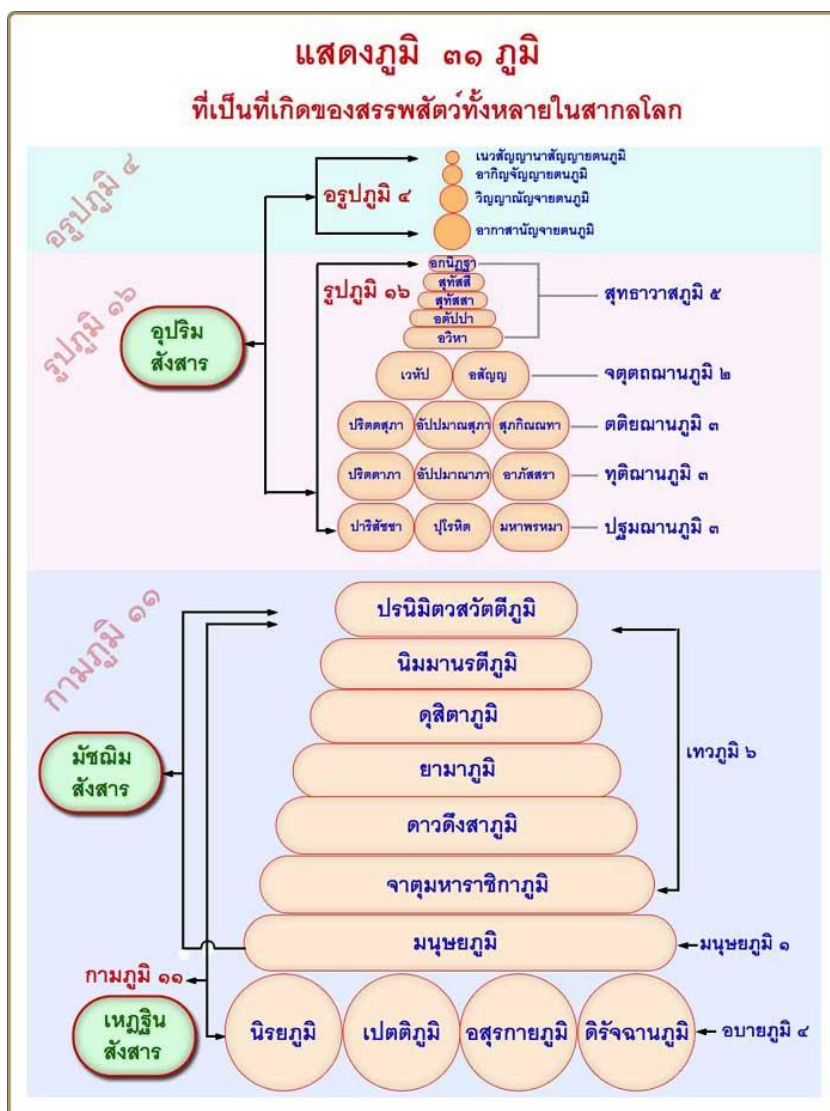 แสดงภูมิ ๓๑ ภูมิ
ที่เป็นที่เกิดของสรรพสัตว์ทั้งหลายในสากลโลก
อรูปภูมิ ๔
อรูปภูมิ ๔
เนวสัญญานาสัญญายตนภูมิ
อากิญจัญญายตนภูมิ
วิญญาณัญจายตนภูมิ
อากาสานัญจายตนภูมิ
รูปภูมิ ๑๖
อุปริม
สังสาร
รูปภูมิ ๑๖
อกนิฏฐา
สุทัสสี
สุทัสสา
อตัปปา
อวิหา
สุทธาวาสภูมิ ๕
เวหัป
อสัญญ
จตุตถฌานภูมิ ๒
ปริตตสุภา
อัปปมาณสุภา
สุภกิณณหา
ตติยฌานภูมิ ๓
ปริตตาภา
อัปปมาณาภา
อาภัสสรา
ทุติฌานภูมิ ๓
ปาริสัชชา
ปุโรหิต
มหาพรหมา
ปฐมฌานภูมิ ๓
กามภูมิ ๑๑
ปรนิมิตวสวัตตีภูมิ
นิมมานรตีภูมิ
ดุสิตาภูมิ
ยามาภูมิ
ดาวดึงสาภูมิ
จาตุมหาราชิกาภูมิ
เทวภูมิ ๖
มัชฌิม
สังสาร
มนุษยภูมิ
มนุษยภูมิ ๑
กามภูมิ ๑๑
เหฏฐิน
สังสาร
นิรยภูมิ
เปตติภูมิ
อสุรกายภูมิ
ดิรัจฉานภูมิ
อบายภูมิ ๔